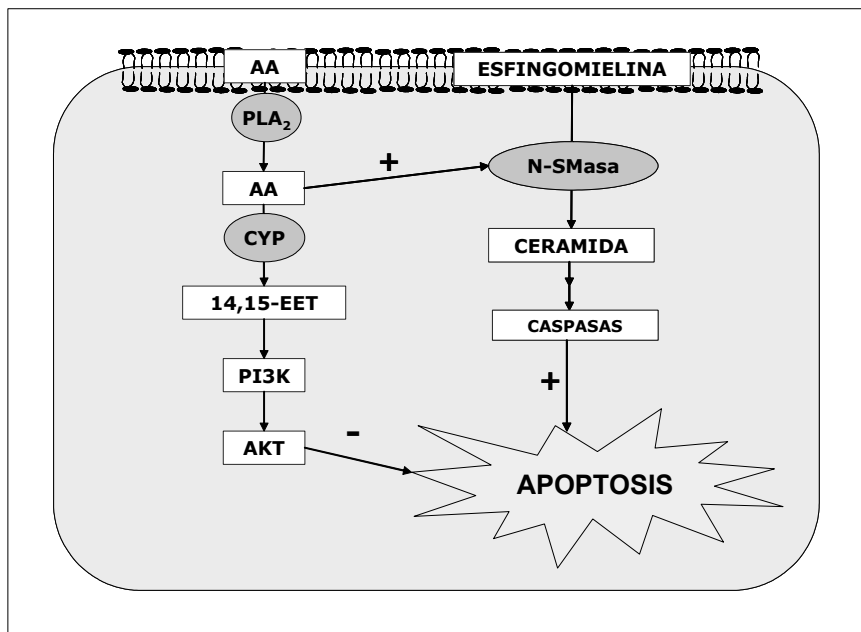 AA
ESFINGOMIELINA
PLA₂
+
N-SMasa
AA
CYP
CERAMIDA
14,15-EET
CASPASAS
PI3K
+
AKT
-
APOPTOSIS